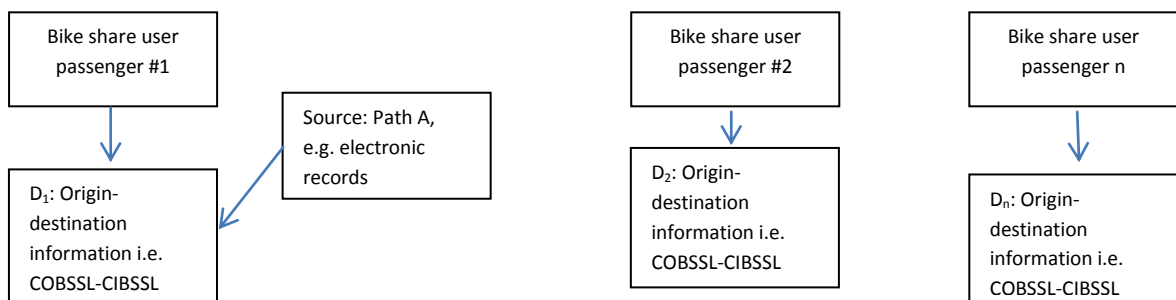 Bike share user
passenger #1
Bike share user
passenger #2
Bike share user
passenger n
Source: Path A,
e.g. electronic
records
D₁: Origin-
destination
information i.e.
COBSSL-CIBSSL
D₂: Origin-
destination
information i.e.
COBSSL-CIBSSL
Dₙ: Origin-
destination
information i.e.
COBSSL-CIBSSL